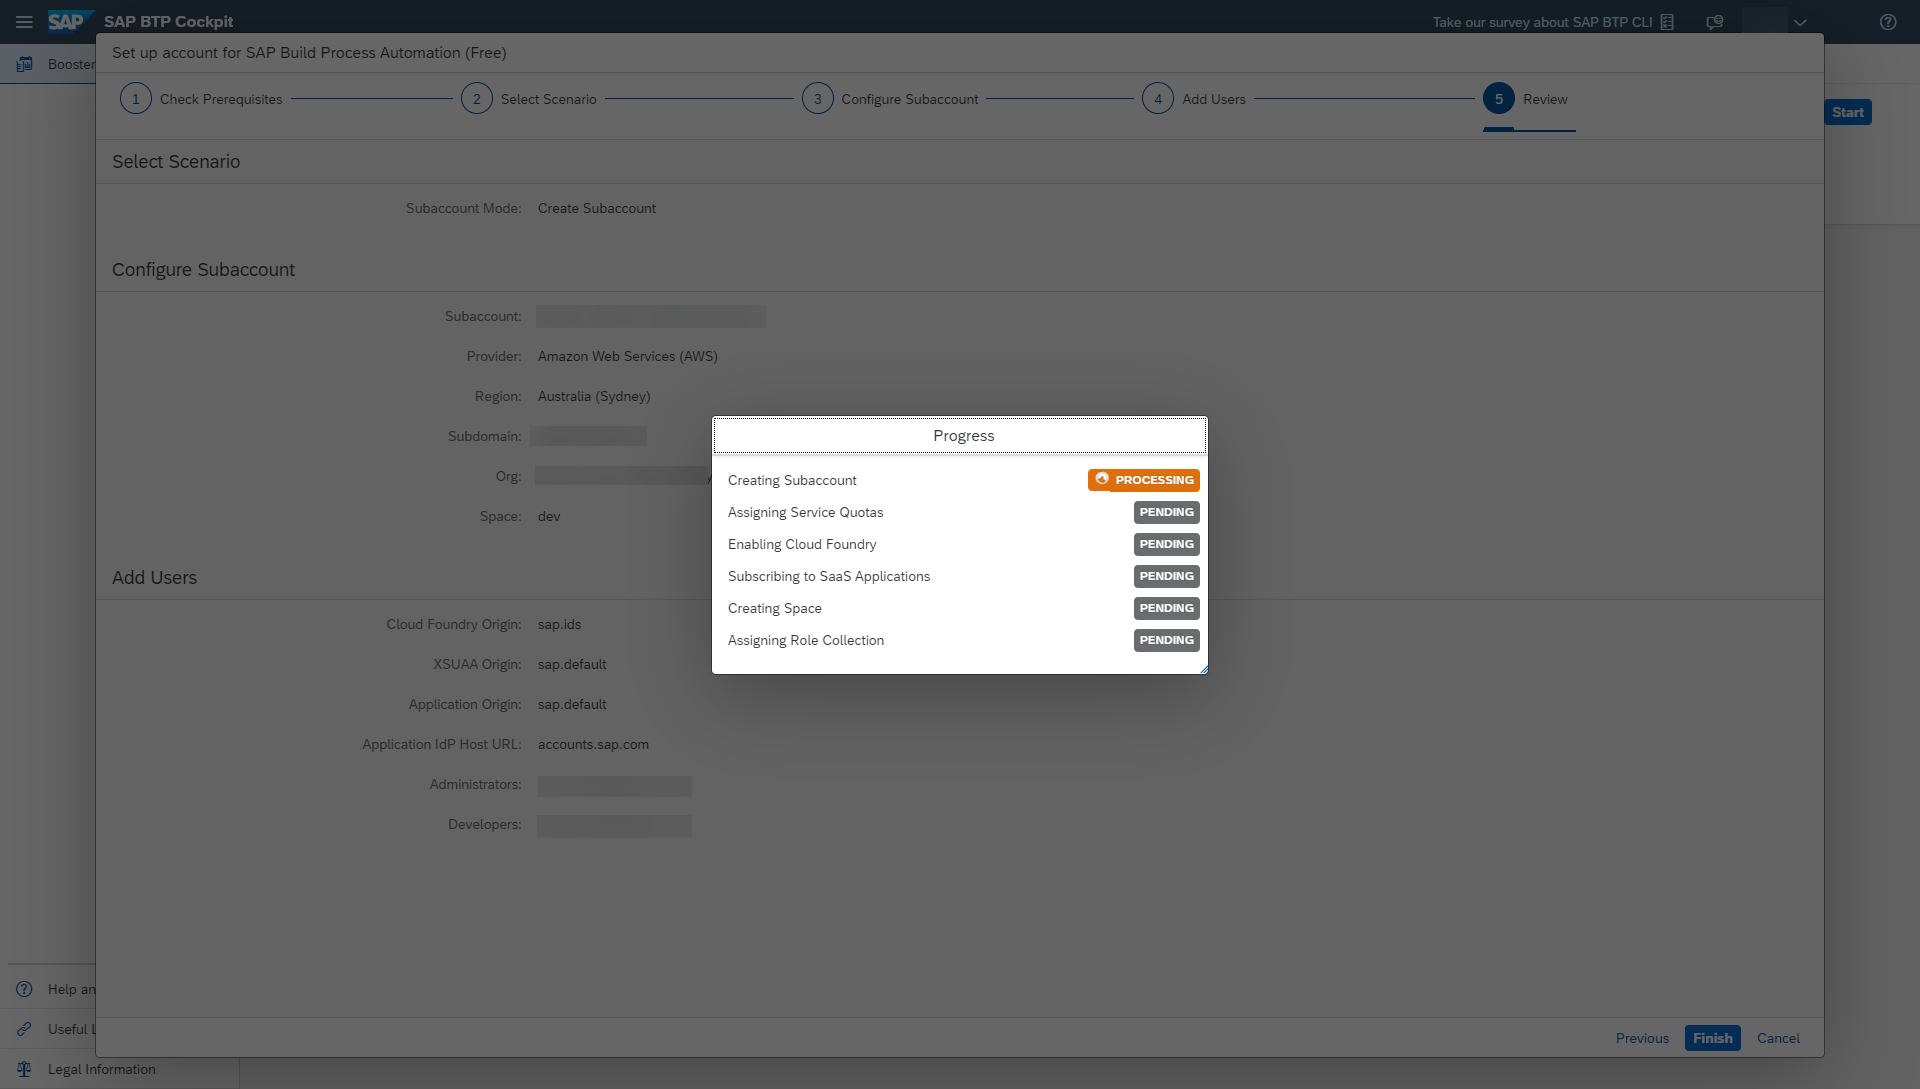 SAP SAP BTP Cockpit
Take our survey about SAP BTP CLI
Booster
Set up account for SAP Build Process Automation (Free)
1 Check Prerequisites 2 Select Scenario 3 Configure Subaccount 4 Add Users 5 Review
Start
Select Scenario
Subaccount Mode: Create Subaccount
Configure Subaccount
Subaccount:
Provider: Amazon Web Services (AWS)
Region: Australia (Sydney)
Subdomain:
Org:
Space: dev
Progress
Creating Subaccount PROCESSING
Assigning Service Quotas PENDING
Enabling Cloud Foundry PENDING
Subscribing to SaaS Applications PENDING
Creating Space PENDING
Assigning Role Collection PENDING
Add Users
Cloud Foundry Origin: sap.ids
XSUAA Origin: sap.default
Application Origin: sap.default
Application IdP Host URL: accounts.sap.com
Administrators:
Developers:
Help an
Useful L
Legal Information
Previous Finish Cancel